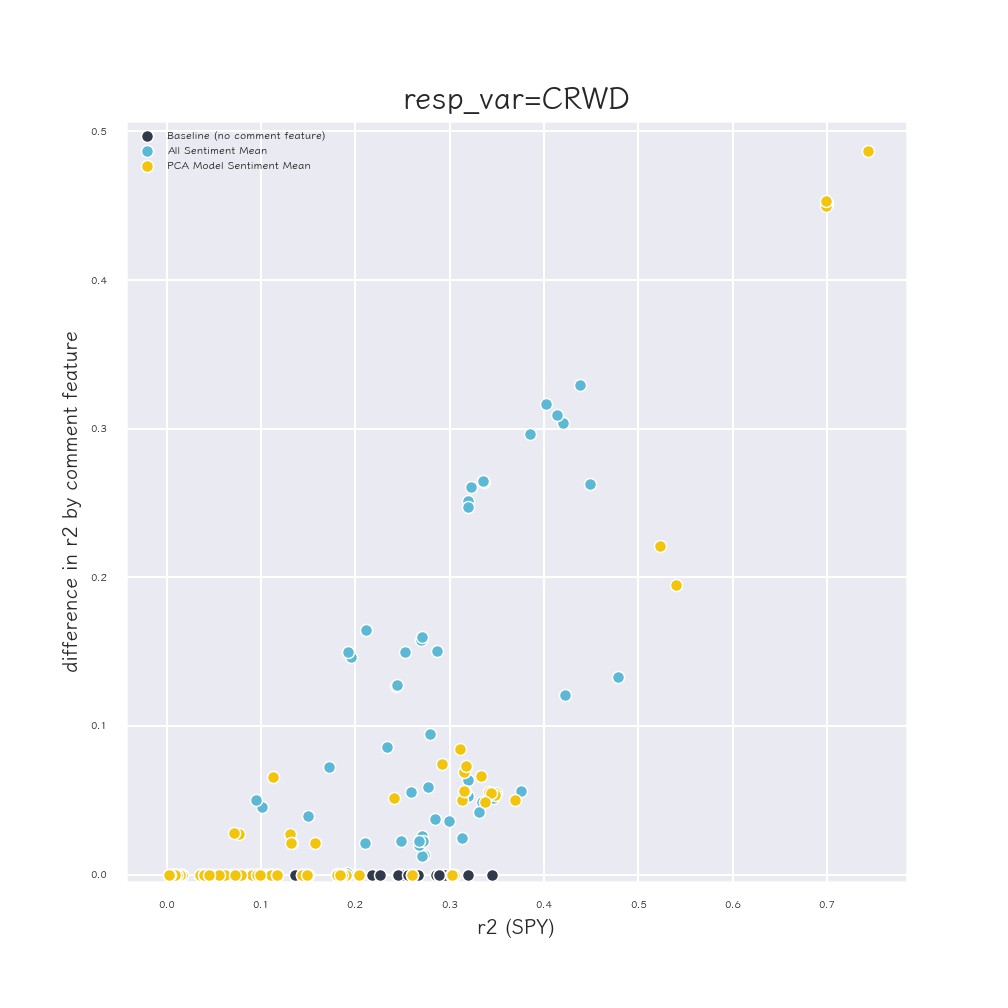 resp_var=CRWD
Baseline (no comment feature)
All Sentiment Mean
PCA Model Sentiment Mean
difference in r2 by comment feature
0.5
0.4
0.3
0.2
0.1
0.0
0.0 0.1 0.2 0.3 0.4 0.5 0.6 0.7
r2 (SPY)